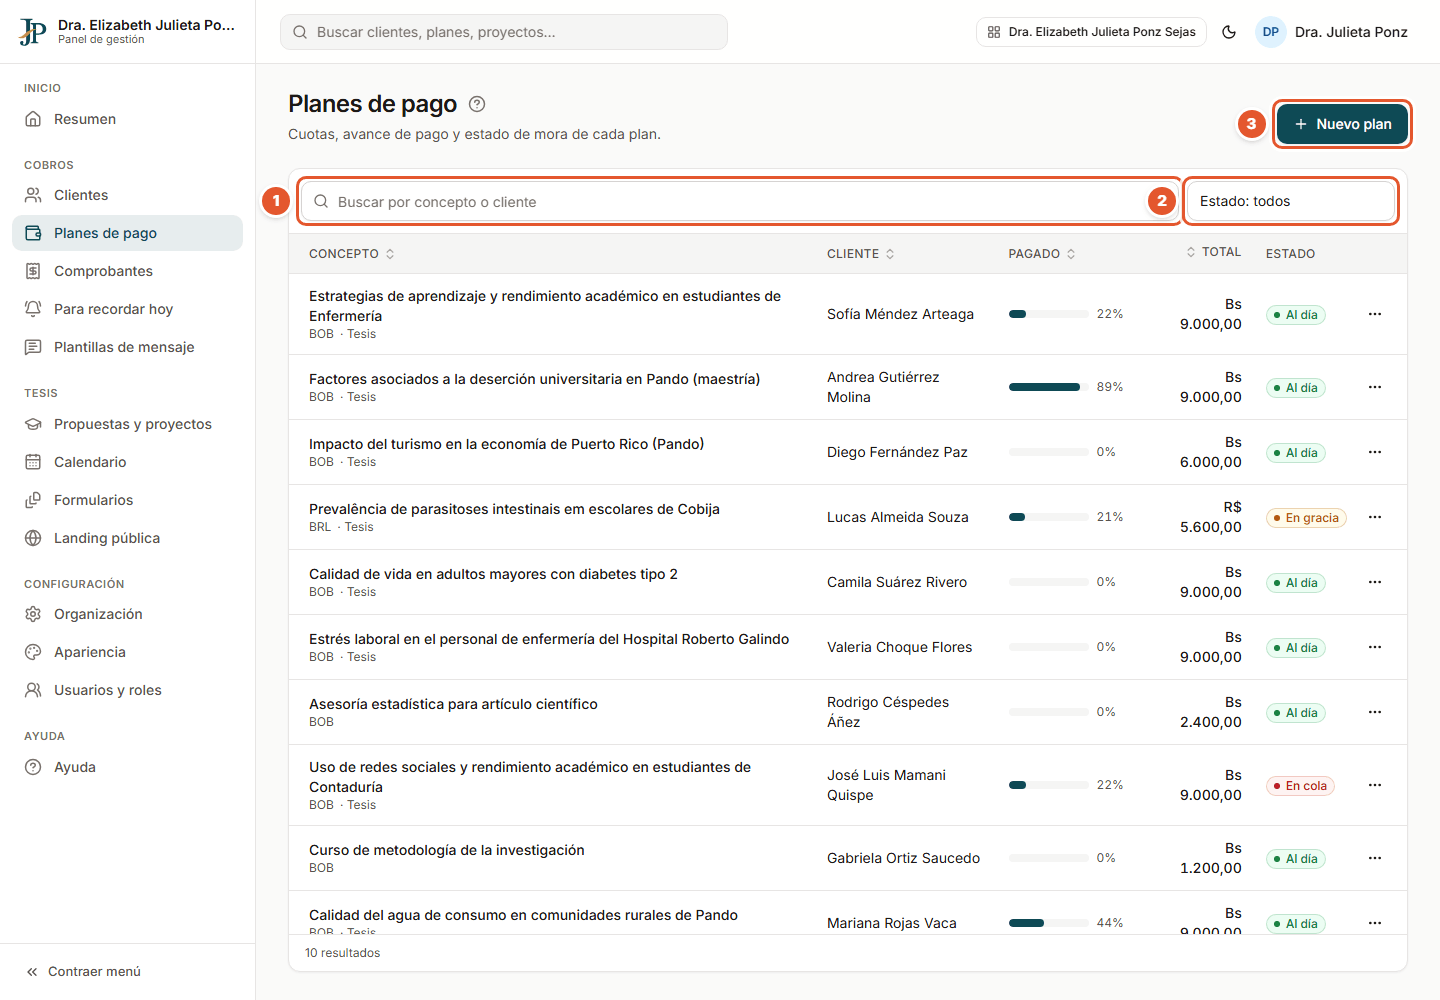 JP
Dra. Elizabeth Julieta Po...
Panel de gestión
Buscar clientes, planes, proyectos...
Dra. Elizabeth Julieta Ponz Sejas
DP
Dra. Julieta Ponz
INICIO
Resumen
COBROS
Clientes
Planes de pago
Comprobantes
Para recordar hoy
Plantillas de mensaje
TESIS
Propuestas y proyectos
Calendario
Formularios
Landing pública
CONFIGURACIÓN
Organización
Apariencia
Usuarios y roles
AYUDA
Ayuda
Contraer menú
Planes de pago
Cuotas, avance de pago y estado de mora de cada plan.
3
+ Nuevo plan
1
Buscar por concepto o cliente
2
Estado: todos
CONCEPTO CLIENTE PAGADO TOTAL ESTADO
Estrategias de aprendizaje y rendimiento académico en estudiantes de
Enfermería
BOB · Tesis
Sofía Méndez Arteaga
22%
Bs
9.000,00
Al día
Factores asociados a la deserción universitaria en Pando (maestría)
BOB · Tesis
Andrea Gutiérrez
Molina
89%
Bs
9.000,00
Al día
Impacto del turismo en la economía de Puerto Rico (Pando)
BOB · Tesis
Diego Fernández Paz
0%
Bs
6.000,00
Al día
Prevalência de parasitoses intestinais em escolares de Cobija
BRL · Tesis
Lucas Almeida Souza
21%
R$
5.600,00
En gracia
Calidad de vida en adultos mayores con diabetes tipo 2
BOB · Tesis
Camila Suárez Rivero
0%
Bs
9.000,00
Al día
Estrés laboral en el personal de enfermería del Hospital Roberto Galindo
BOB · Tesis
Valeria Choque Flores
0%
Bs
9.000,00
Al día
Asesoría estadística para artículo científico
BOB
Rodrigo Céspedes
Áñez
0%
Bs
2.400,00
Al día
Uso de redes sociales y rendimiento académico en estudiantes de
Contaduría
BOB · Tesis
José Luis Mamani
Quispe
22%
Bs
9.000,00
En cola
Curso de metodología de la investigación
BOB
Gabriela Ortiz Saucedo
0%
Bs
1.200,00
Al día
Calidad del agua de consumo en comunidades rurales de Pando
BOB · Tesis
Mariana Rojas Vaca
44%
Bs
9.000,00
Al día
10 resultados